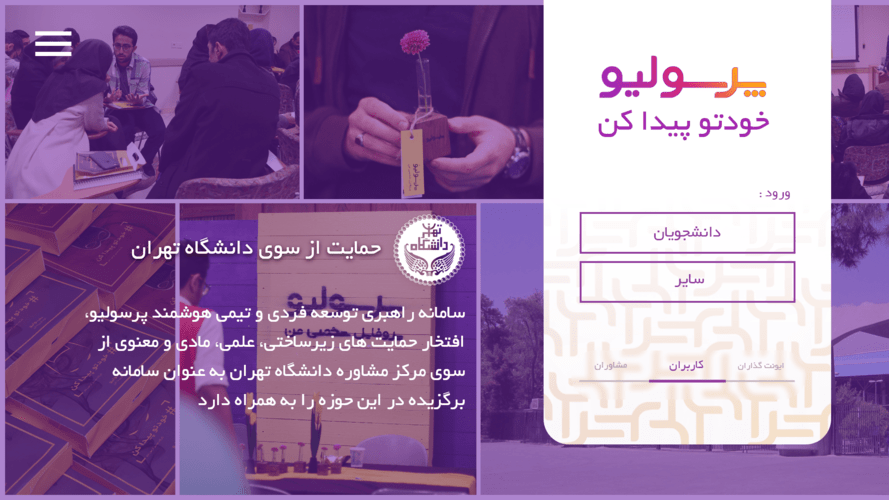 پرسولیو
خودتو پیدا کن
ورود :
دانشجویان
سایر
ایونت گذاران
کاربران
مشاوران
حمایت از سوی دانشگاه تهران
سامانه راهبری توسعه فردی و تیمی هوشمند پرسولیو،
افتخار حمایت های زیرساختی، علمی، مادی و معنوی از
سوی مرکز مشاوره دانشگاه تهران به عنوان سامانه
برگزیده در این حوزه را به همراه دارد
دانشگاه
تهران
پرسولیو